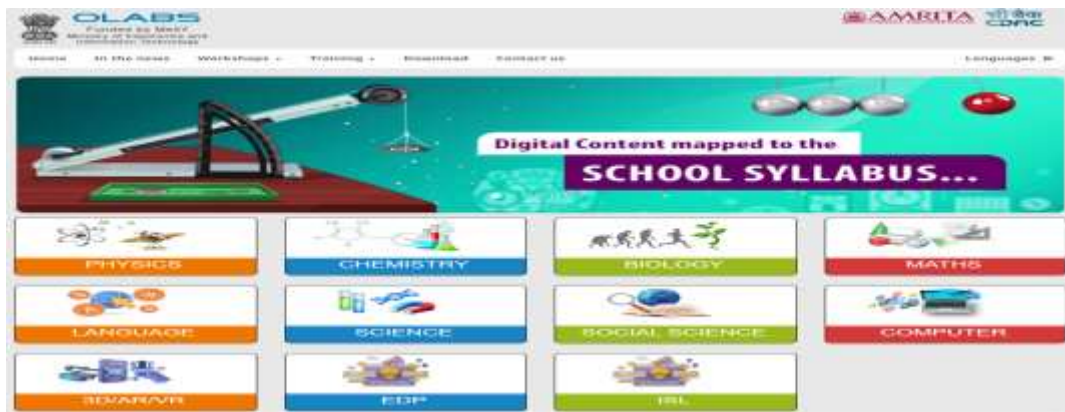 OLABS
Funded by MeitY
Ministry of Electronics and
Information Technology
AMRITA
सी डैक
CDAC
Home In the news Workshops Training Download Contact us Languages
Digital Content mapped to the
SCHOOL SYLLABUS...
PHYSICS CHEMISTRY BIOLOGY MATHS
LANGUAGE SCIENCE SOCIAL SCIENCE COMPUTER
3D/AR/VR EDP ISL